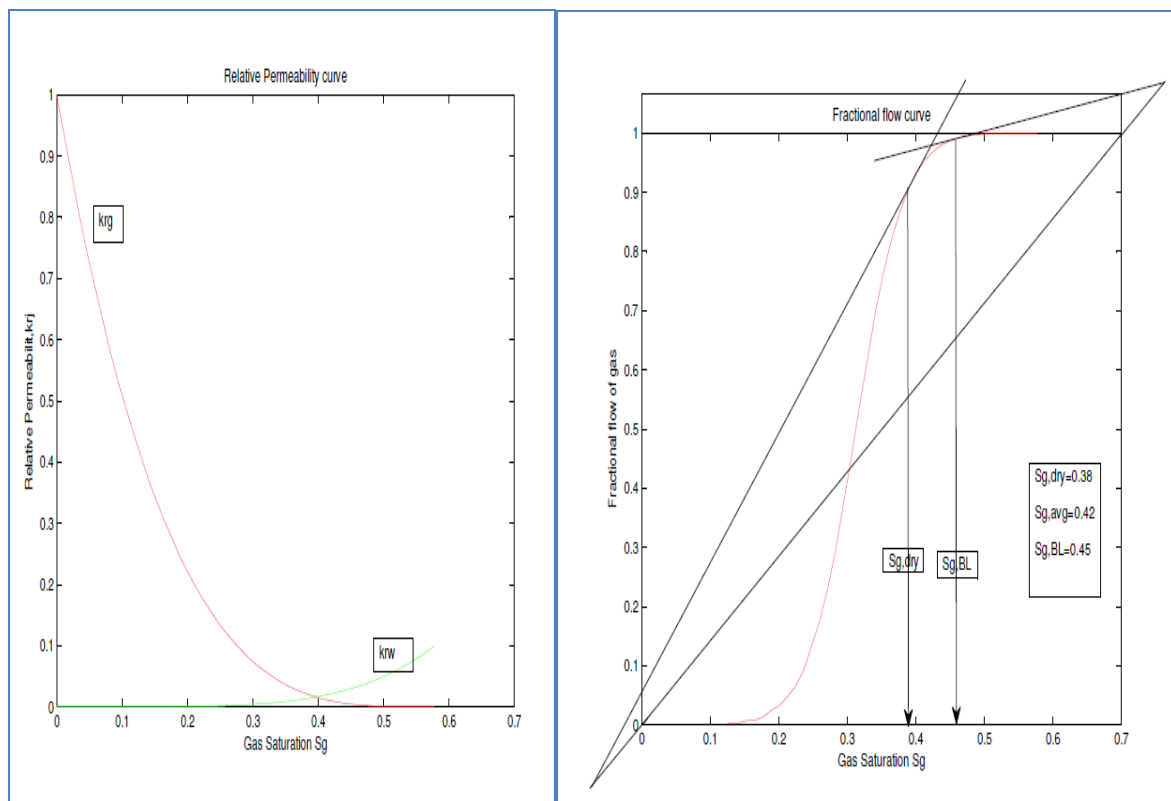 Relative Permeability curve
1
0.9
0.8
0.7
0.6
0.5
0.4
0.3
0.2
0.1
0
krg
krw
Relative Permeabilit,krj
0 0.1 0.2 0.3 0.4 0.5 0.6 0.7
Gas Saturation Sg
Fractional flow curve
1
0.9
0.8
0.7
0.6
0.5
0.4
0.3
0.2
0.1
0
Fractional flow of gas
Sg,dry=0.38
Sg,avg=0.42
Sg,BL=0.45
Sg,dry
Sg,BL
0 0.1 0.2 0.3 0.4 0.5 0.6 0.7
Gas Saturation Sg